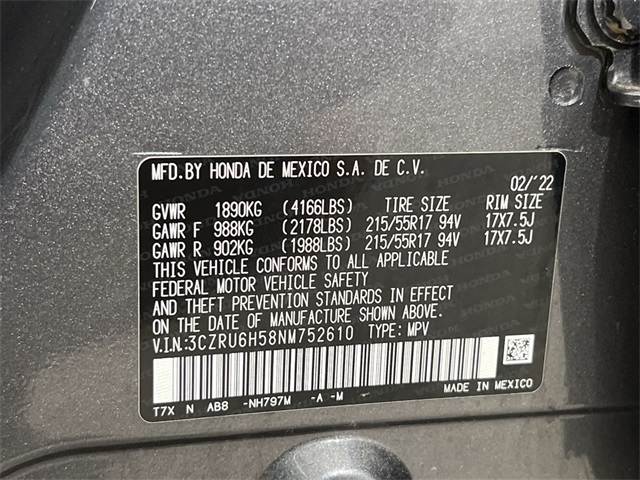 MFD.BY HONDA DE MEXICO S.A. DE C.V.
02/'22
GVWR 1890KG (4166LBS) TIRE SIZE RIM SIZE
GAWR F 988KG (2178LBS) 215/55R17 94V 17X7.5J
GAWR R 902KG (1988LBS) 215/55R17 94V 17X7.5J
THIS VEHICLE CONFORMS TO ALL APPLICABLE
FEDERAL MOTOR VEHICLE SAFETY
AND THEFT PREVENTION STANDARDS IN EFFECT
ON THE DATE OF MANUFACTURE SHOWN ABOVE.
V.I.N:3CZRU6H58NM752610 TYPE: MPV
T7X N AB8 -NH797M -A -M MADE IN MEXICO